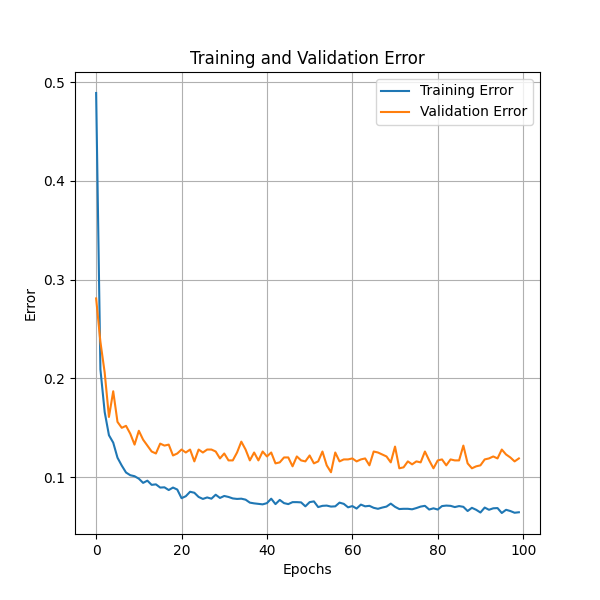 Training and Validation Error
Training Error
Validation Error
0.5
0.4
0.3
0.2
0.1
Error
0 20 40 60 80 100
Epochs